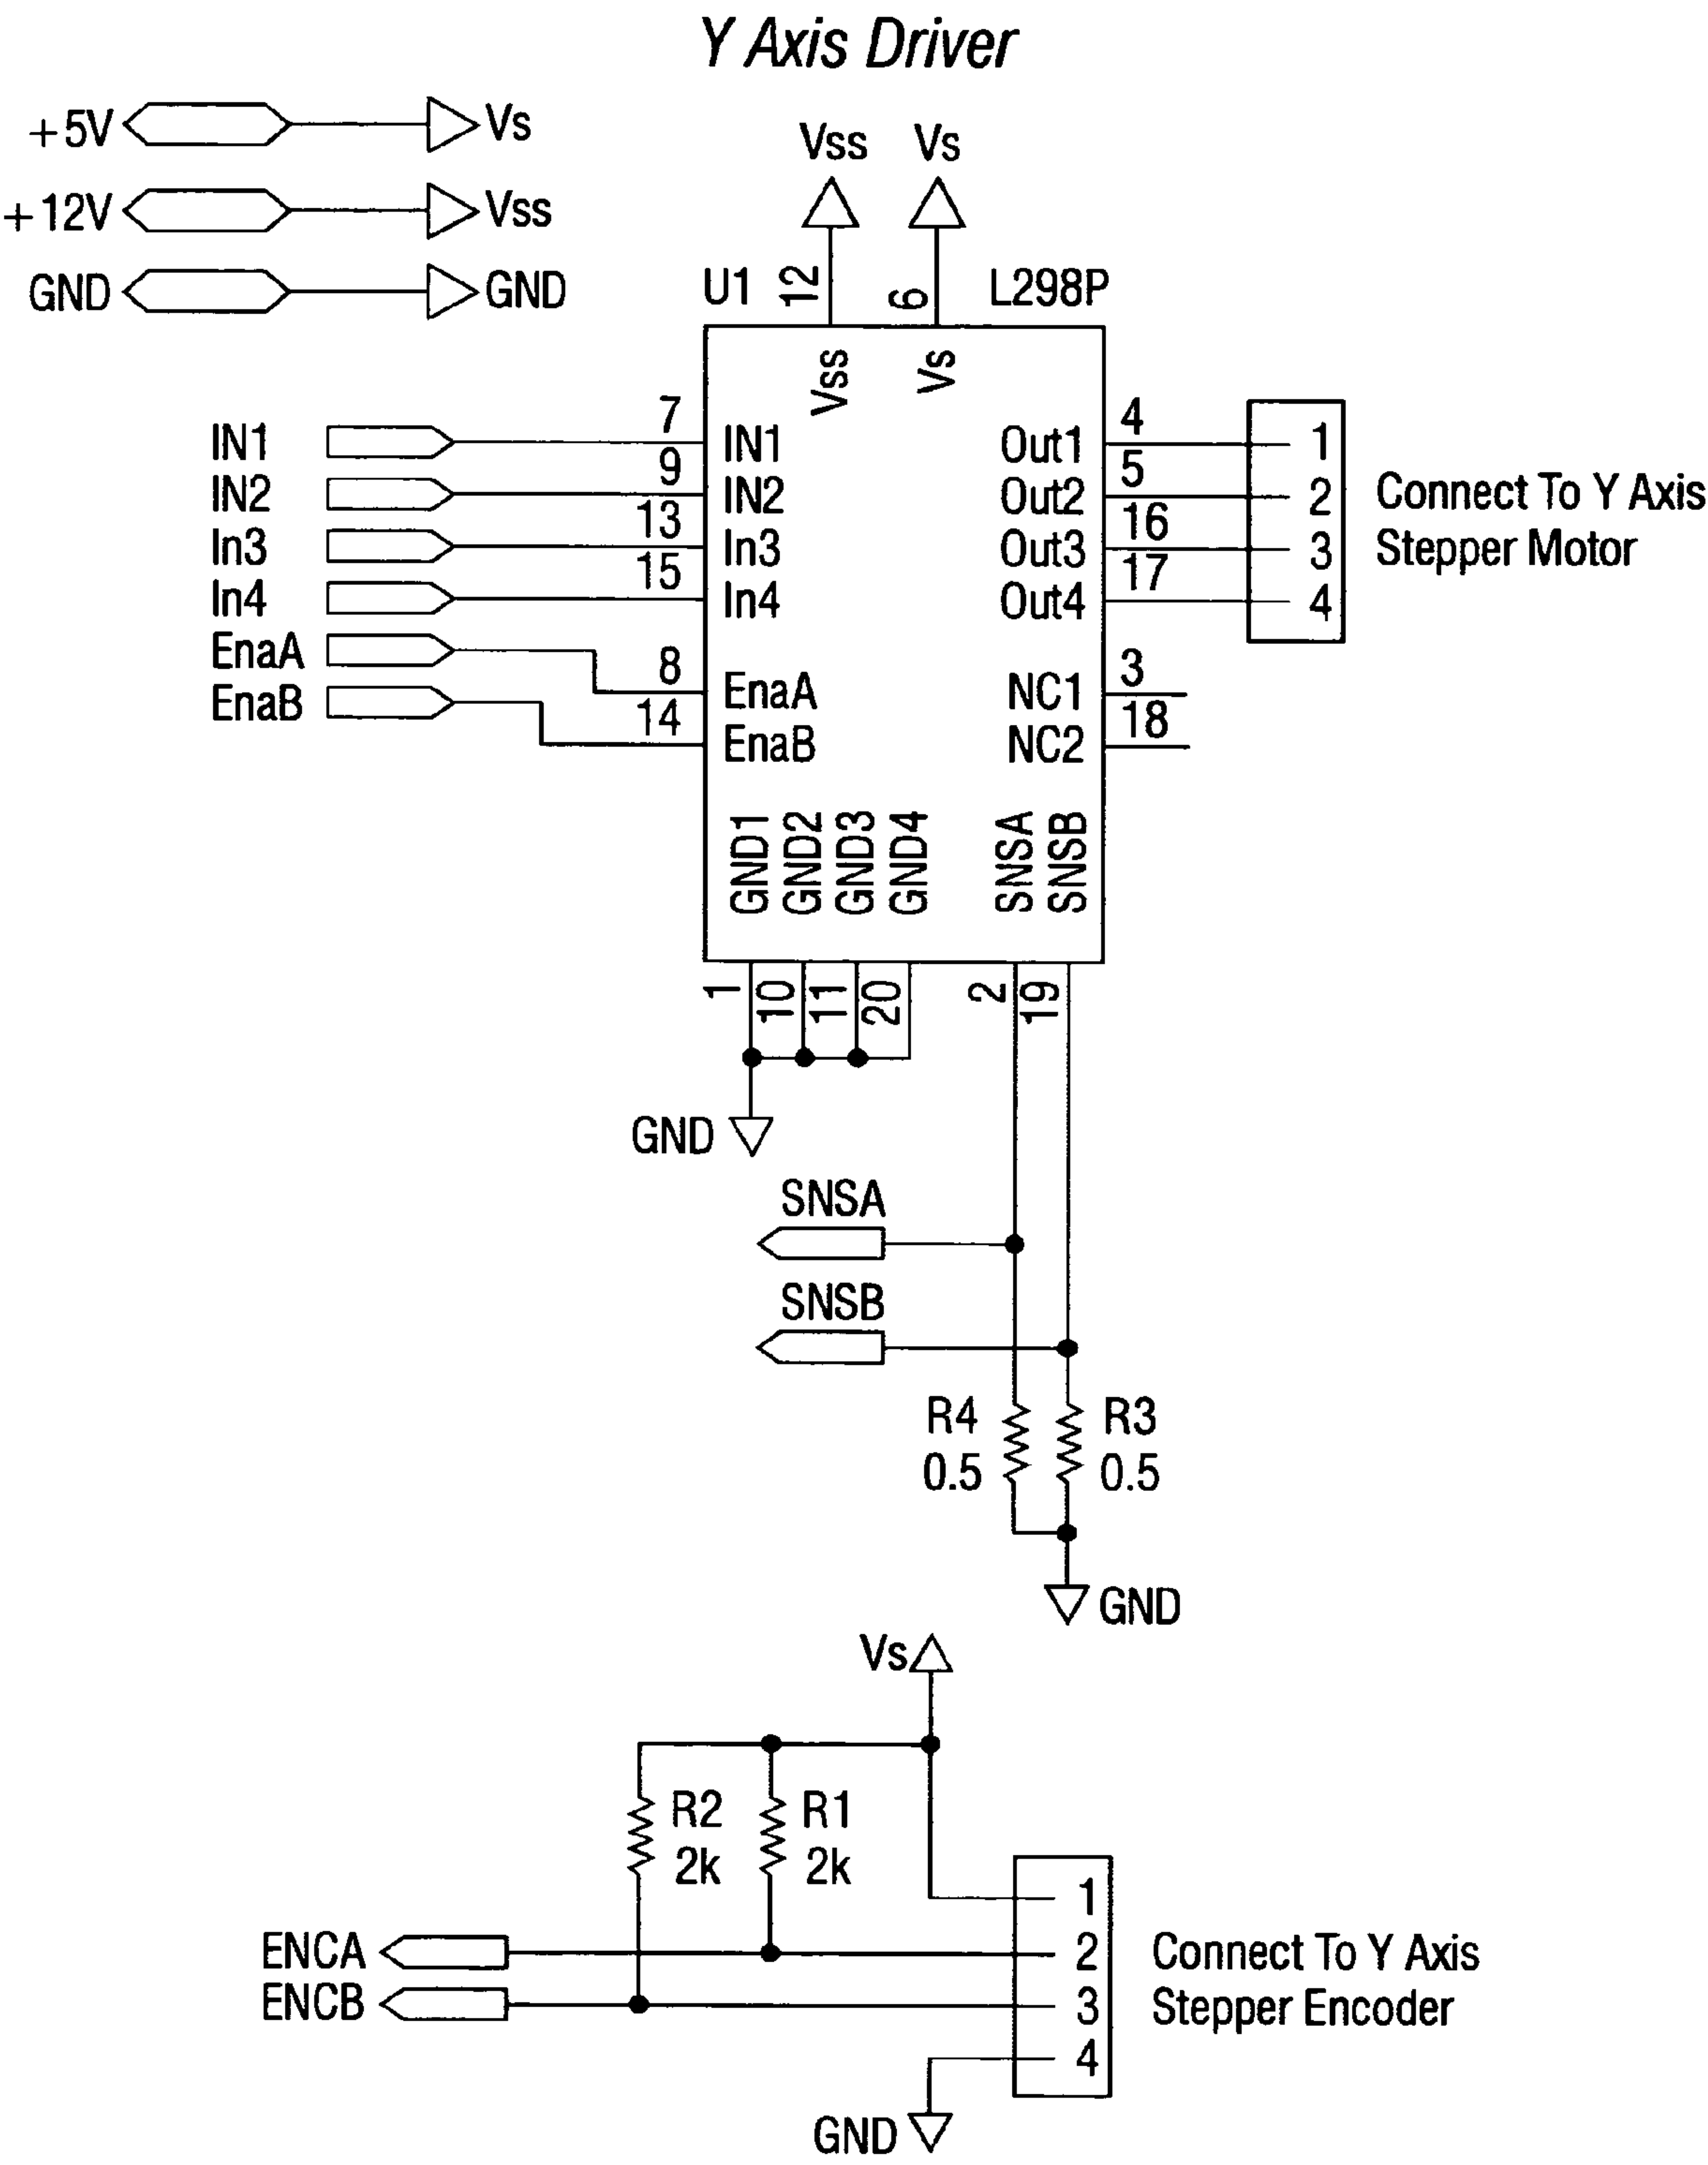 Y Axis Driver
+5V Vs
+12V Vss
GND GND
Vss Vs
U1 12 6 L298P
Vss Vs
IN1 7 IN1 Out1 4 1
IN2 9 IN2 Out2 5 2
In3 13 In3 Out3 16 3
In4 15 In4 Out4 17 4
Connect To Y Axis
Stepper Motor
EnaA 8 EnaA NC1 3
EnaB 14 EnaB NC2 18
GND1 GND2 GND3 GND4 SNSA SNSB
1 10 11 20 2 19
GND
SNSA
SNSB
R4 R3
0.5 0.5
GND
Vs
R2 R1
2k 2k
1
ENCA 2
ENCB 3
4
Connect To Y Axis
Stepper Encoder
GND